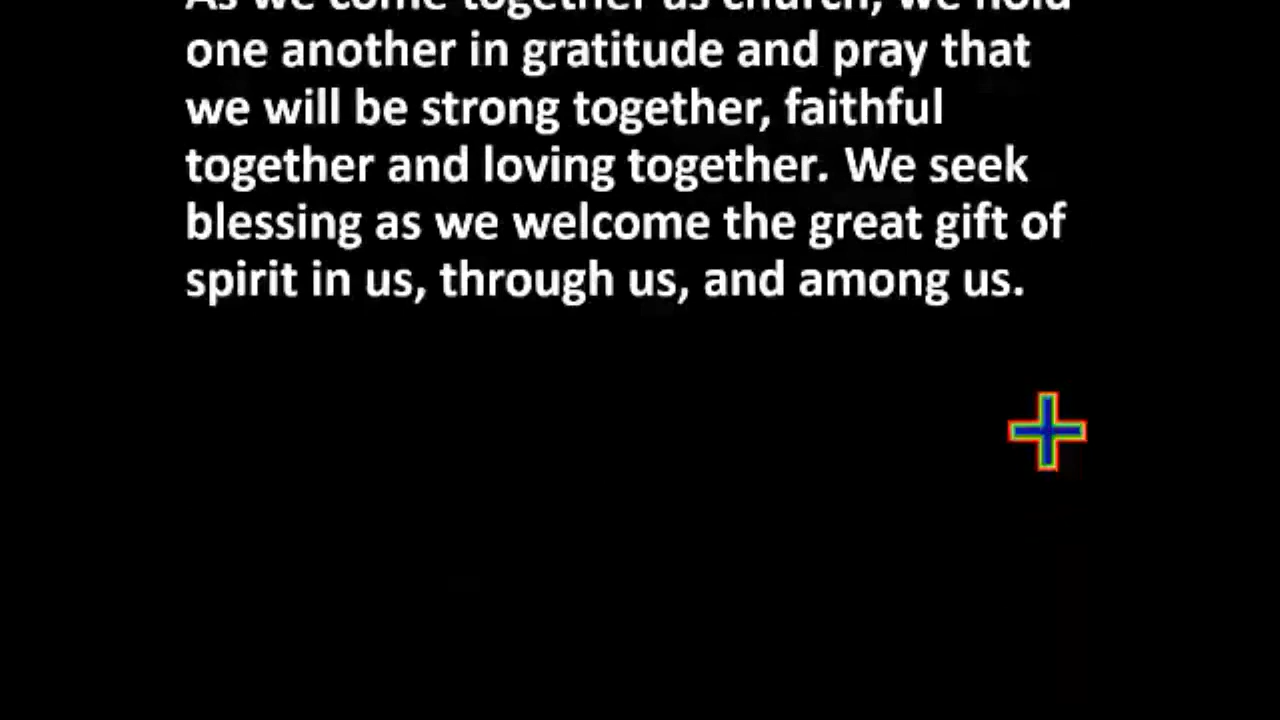 As we come together as church, we hold
one another in gratitude and pray that
we will be strong together, faithful
together and loving together. We seek
blessing as we welcome the great gift of
spirit in us, through us, and among us.